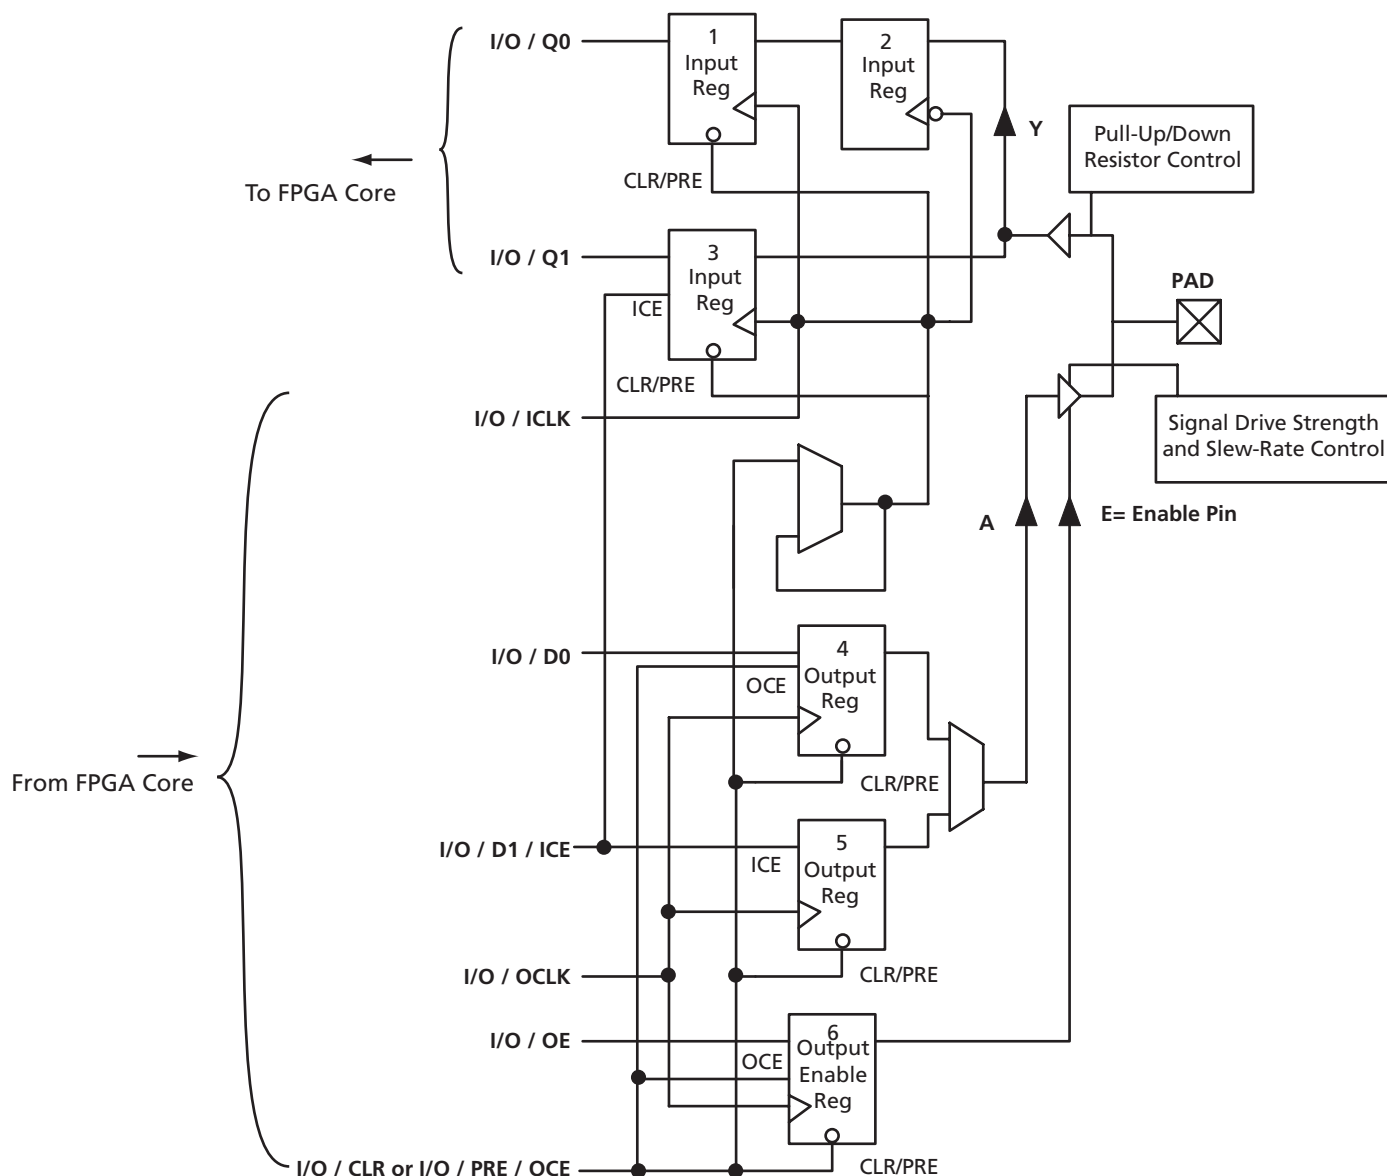 I/O / Q0
1
Input
Reg
2
Input
Reg
Y
Pull-Up/Down
Resistor Control
CLR/PRE
To FPGA Core
I/O / Q1
3
Input
Reg
ICE
PAD
CLR/PRE
I/O / ICLK
Signal Drive Strength
and Slew-Rate Control
A
E= Enable Pin
I/O / D0
4
Output
Reg
OCE
From FPGA Core
CLR/PRE
I/O / D1 / ICE
5
Output
Reg
ICE
I/O / OCLK
CLR/PRE
I/O / OE
6
Output
Enable
Reg
OCE
I/O / CLR or I/O / PRE / OCE
CLR/PRE